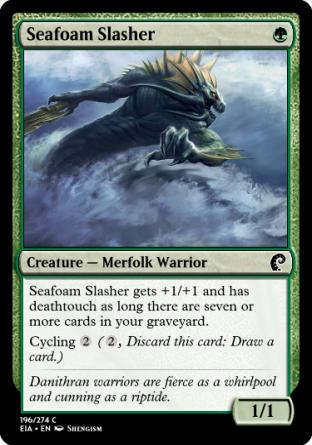 Seafoam Slasher
Creature — Merfolk Warrior
Seafoam Slasher gets +1/+1 and has
deathtouch as long there are seven or
more cards in your graveyard.
Cycling 2 ( 2, Discard this card: Draw a
card.)
Danithran warriors are fierce as a whirlpool
and cunning as a riptide.
1/1
196/274 C
EIA • EN SHENGISM